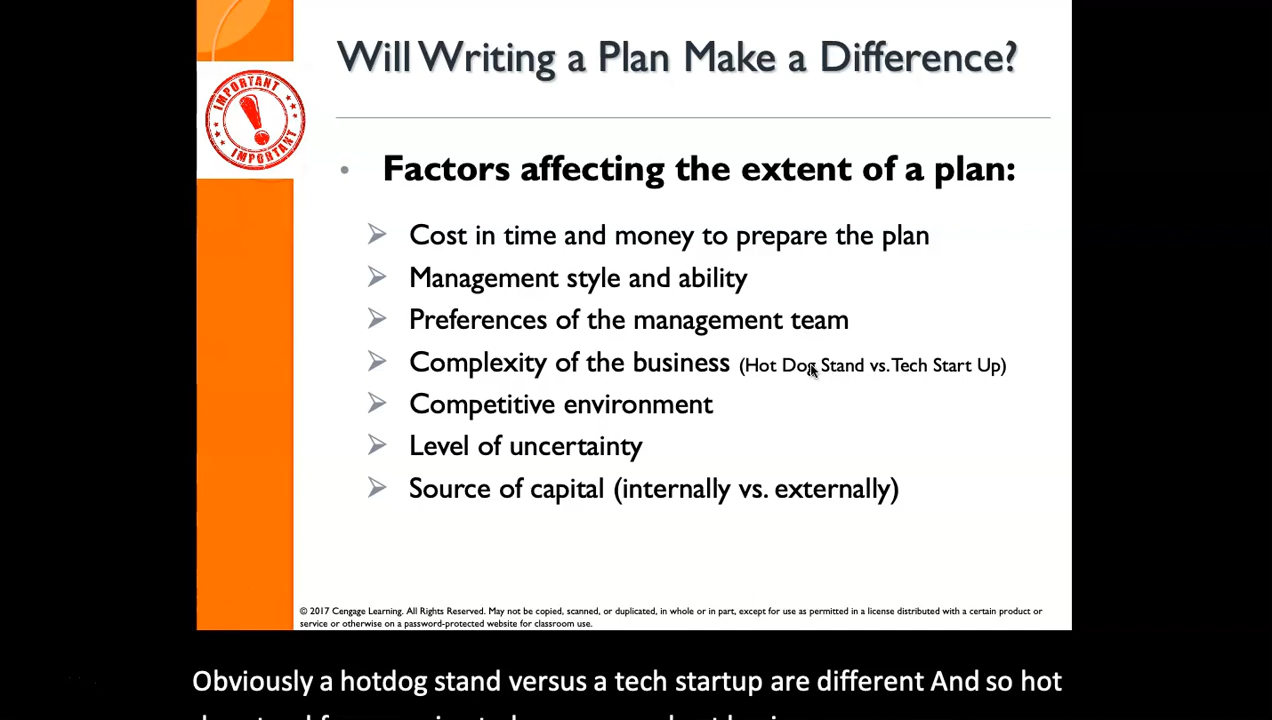 Will Writing a Plan Make a Difference?
IMPORTANT
IMPORTANT
• Factors affecting the extent of a plan:
Cost in time and money to prepare the plan
Management style and ability
Preferences of the management team
Complexity of the business (Hot Dog Stand vs. Tech Start Up)
Competitive environment
Level of uncertainty
Source of capital (internally vs. externally)
© 2017 Cengage Learning. All Rights Reserved. May not be copied, scanned, or duplicated, in whole or in part, except for use as permitted in a license distributed with a certain product or
service or otherwise on a password-protected website for classroom use.
Obviously a hotdog stand versus a tech startup are different And so hot